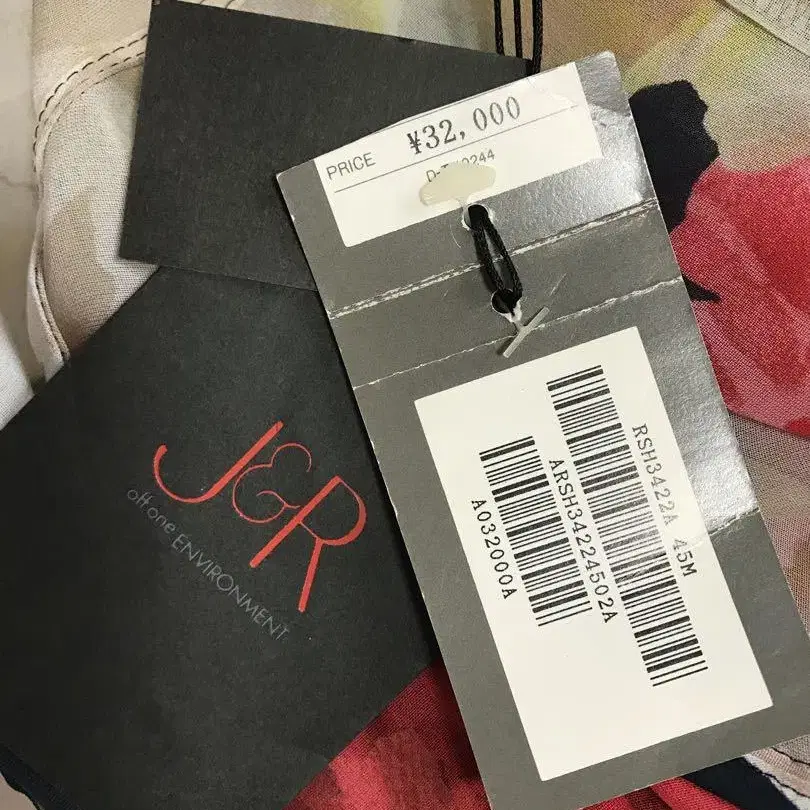 PRICE ¥32,000
RSH3422A 45M
ARSH34224502A
A032000A
J&R
off one ENVIRONMENT